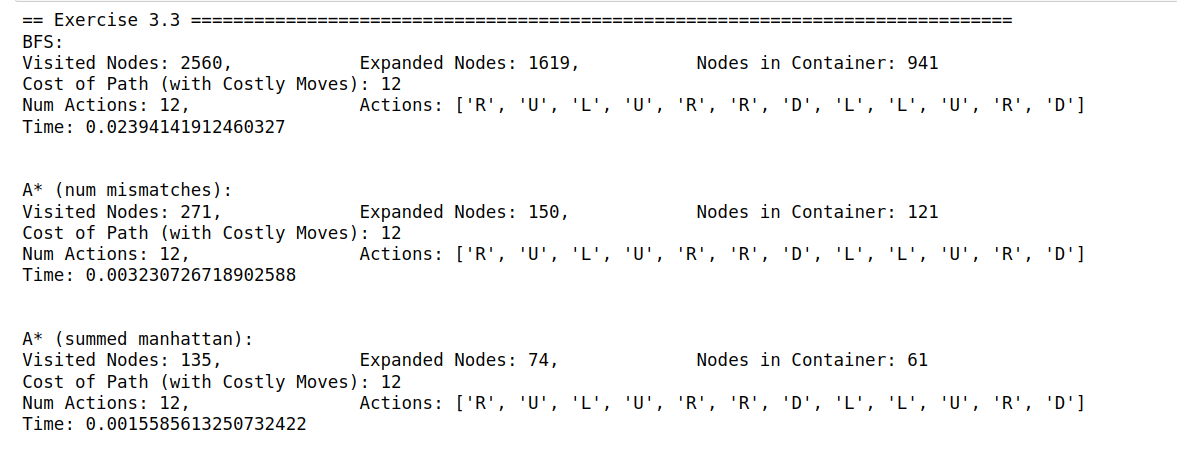 == Exercise 3.3 ==============================================================================
BFS:
Visited Nodes: 2560, Expanded Nodes: 1619, Nodes in Container: 941
Cost of Path (with Costly Moves): 12
Num Actions: 12, Actions: ['R', 'U', 'L', 'U', 'R', 'R', 'D', 'L', 'L', 'U', 'R', 'D']
Time: 0.02394141912460327
A* (num mismatches):
Visited Nodes: 271, Expanded Nodes: 150, Nodes in Container: 121
Cost of Path (with Costly Moves): 12
Num Actions: 12, Actions: ['R', 'U', 'L', 'U', 'R', 'R', 'D', 'L', 'L', 'U', 'R', 'D']
Time: 0.003230726718902588
A* (summed manhattan):
Visited Nodes: 135, Expanded Nodes: 74, Nodes in Container: 61
Cost of Path (with Costly Moves): 12
Num Actions: 12, Actions: ['R', 'U', 'L', 'U', 'R', 'R', 'D', 'L', 'L', 'U', 'R', 'D']
Time: 0.0015585613250732422